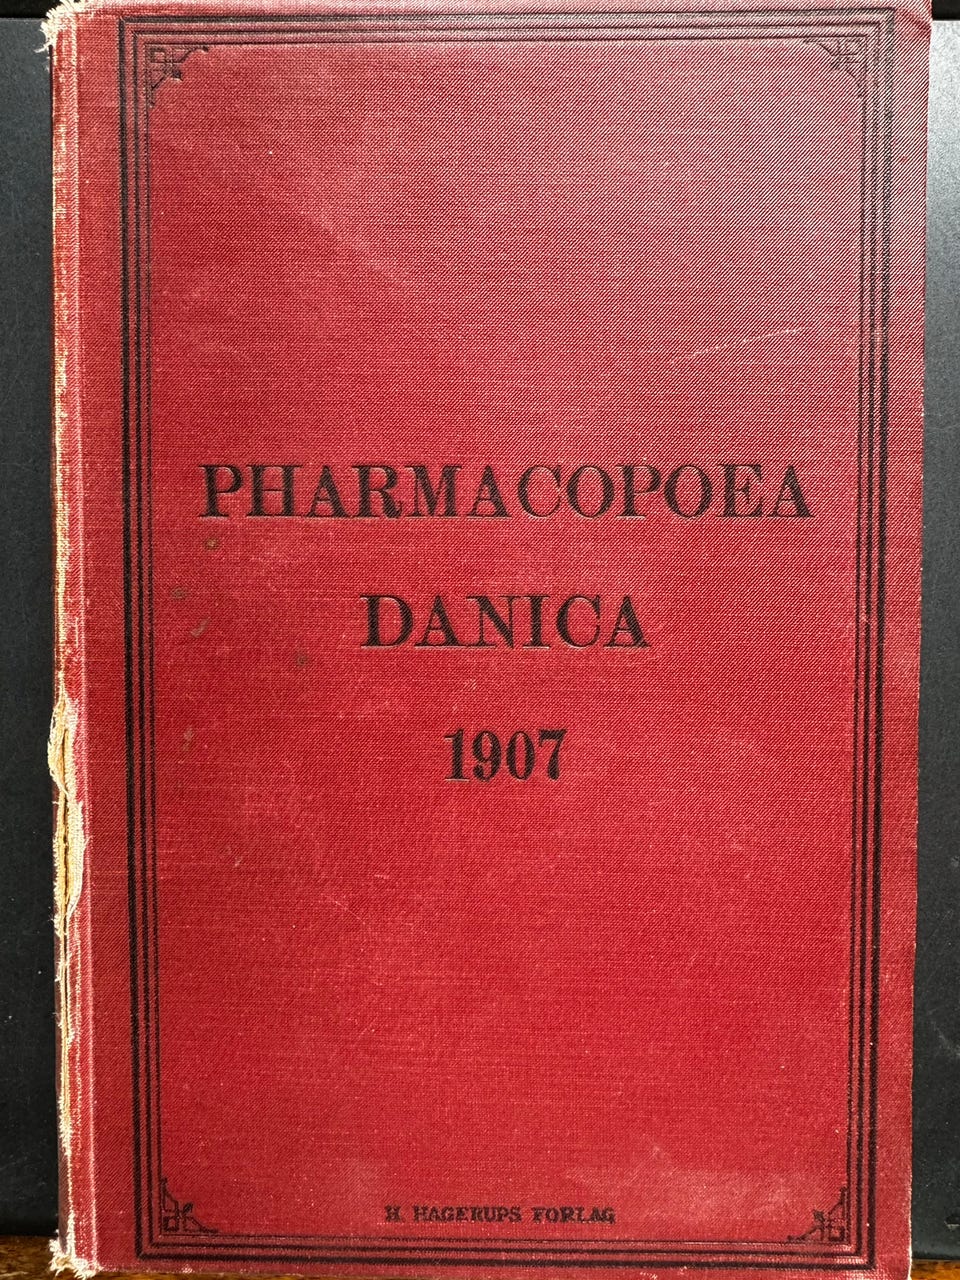 PHARMACOPOEA
DANICA
1907
H. HAGERUPS FORLAG